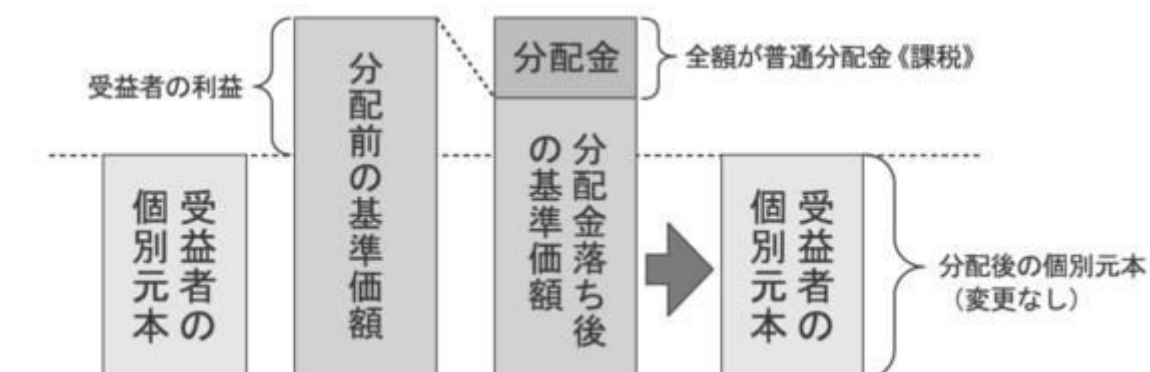 受益者の利益
受益者の
個別元本
分配前の基準価額
分配金
全額が普通分配金《課税》
分配金落ち後
の基準価額
受益者の
個別元本
分配後の個別元本
（変更なし）